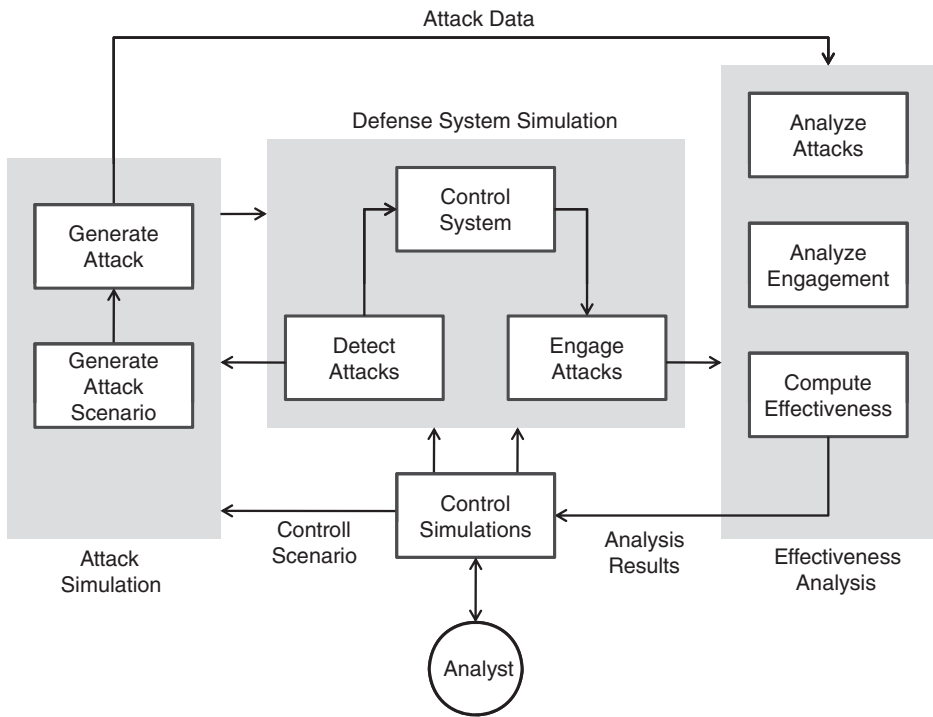 Attack Data
Defense System Simulation
Analyze
Attacks
Control
System
Generate
Attack
Analyze
Engagement
Generate
Attack
Scenario
Detect
Attacks
Engage
Attacks
Compute
Effectiveness
Control
Simulations
Controll
Scenario
Analysis
Results
Attack
Simulation
Effectiveness
Analysis
Analyst